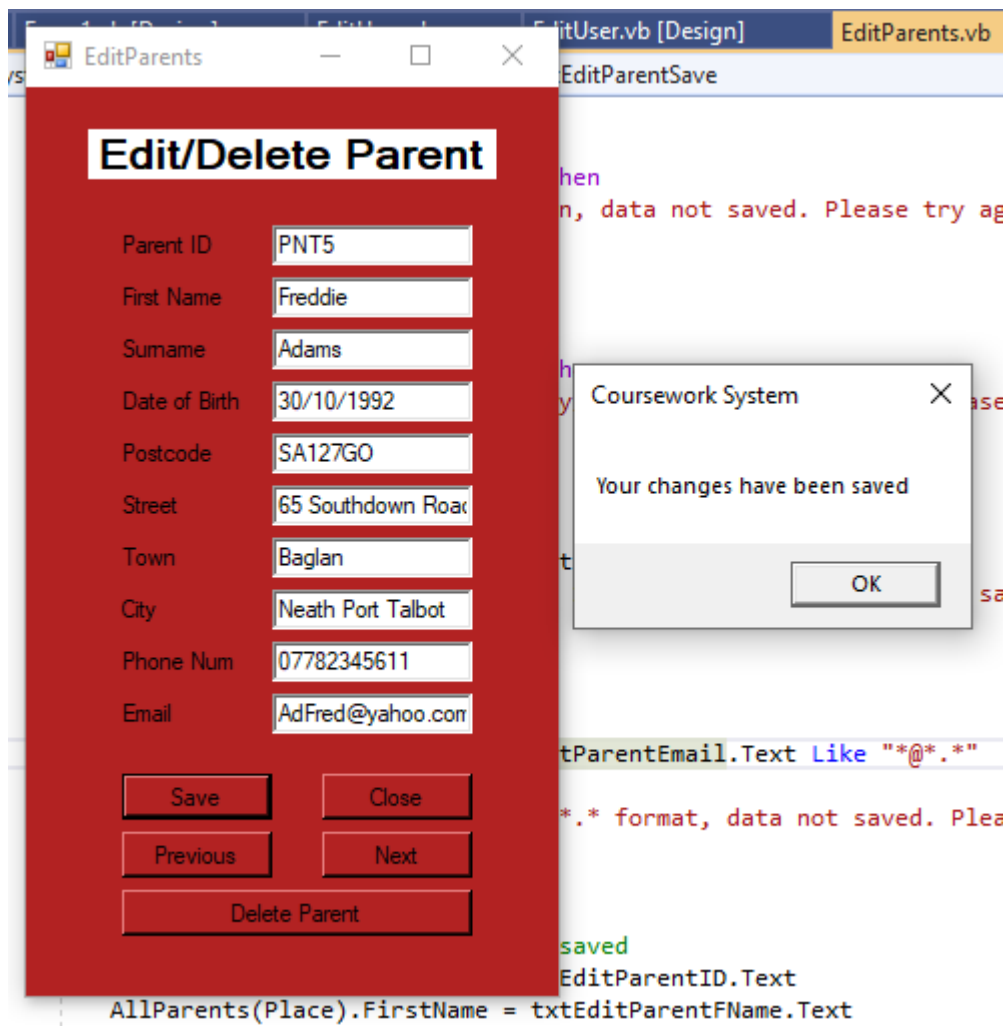 itUser.vb [Design]
EditParents.vb
EditParents
EditParentSave
Edit/Delete Parent
hen
n, data not saved. Please try ag
Parent ID
PNT5
First Name
Freddie
Surname
Adams
Date of Birth
30/10/1992
Postcode
SA127GO
Street
65 Southdown Road
Town
Baglan
City
Neath Port Talbot
Phone Num
07782345611
Email
AdFred@yahoo.com
Save
Close
Previous
Next
Delete Parent
Coursework System
Your changes have been saved
OK
tParentEmail.Text Like "*@*.*"
*.* format, data not saved. Plea
saved
EditParentID.Text
AllParents(Place).FirstName = txtEditParentFName.Text